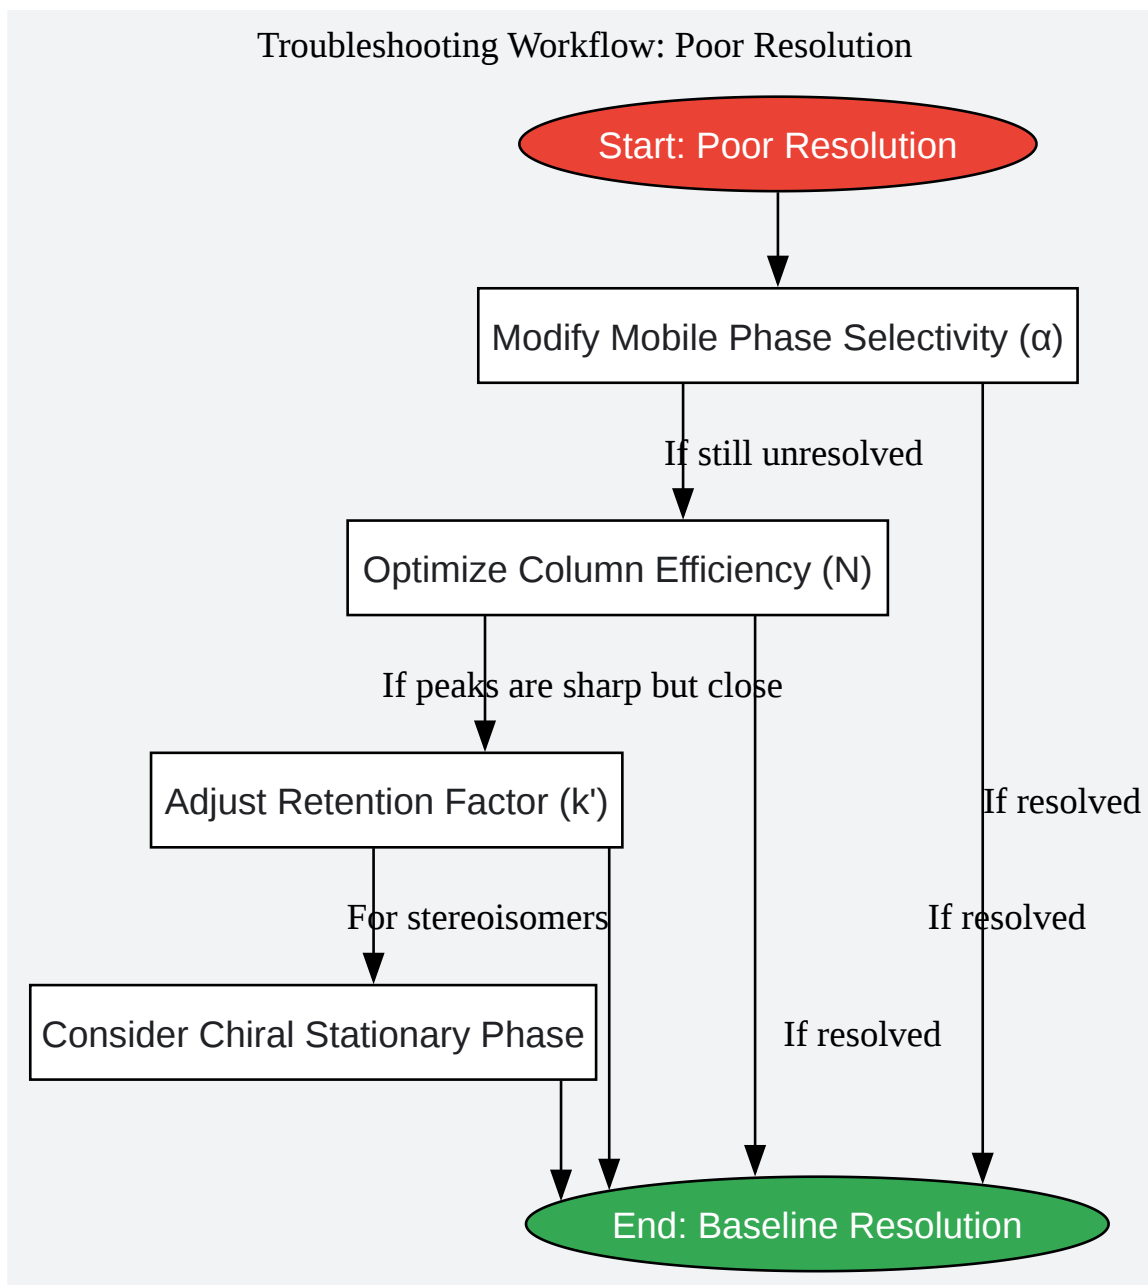 Troubleshooting Workflow: Poor Resolution
Start: Poor Resolution
Modify Mobile Phase Selectivity (α)
If still unresolved
Optimize Column Efficiency (N)
If peaks are sharp but close
Adjust Retention Factor (k')
If resolved
For stereoisomers
If resolved
Consider Chiral Stationary Phase
If resolved
End: Baseline Resolution